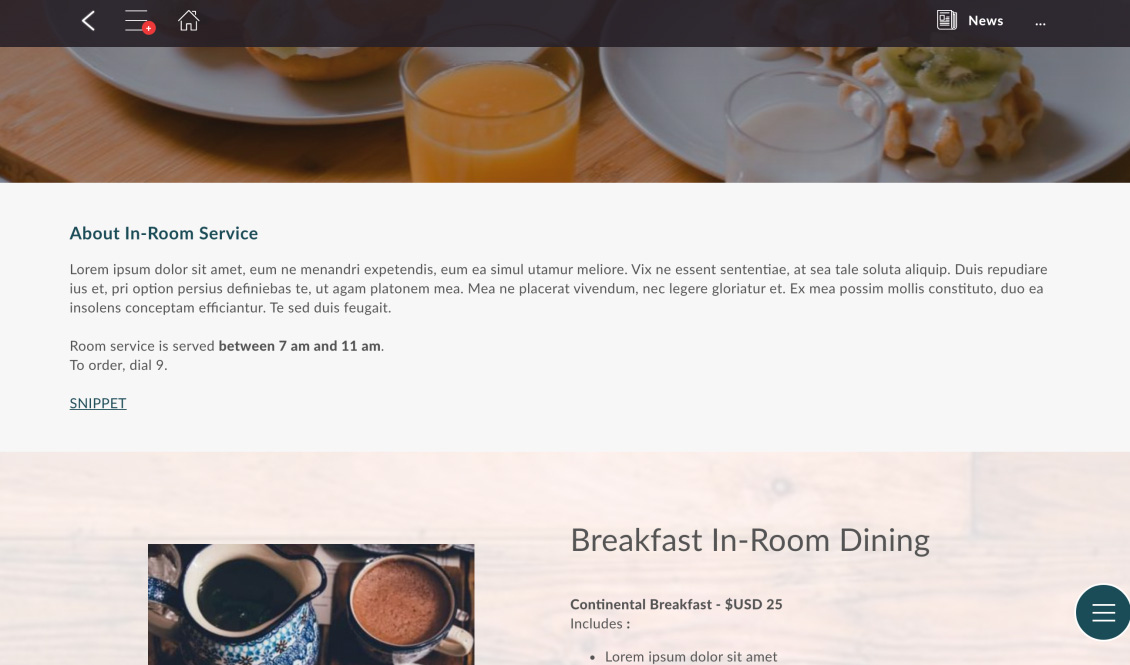 News
...
About In-Room Service
Lorem ipsum dolor sit amet, eum ne menandri expetendis, eum ea simul utamur meliore. Vix ne essent sententiae, at sea tale soluta aliquip. Duis repudiare
ius et, pri option persius definiebas te, ut agam platonem mea. Mea ne placerat vivendum, nec legere gloriatur et. Ex mea possim mollis constituto, duo ea
insolens conceptam efficiantur. Te sed duis feugait.
Room service is served between 7 am and 11 am.
To order, dial 9.
SNIPPET
Breakfast In-Room Dining
Continental Breakfast - $USD 25
Includes :
• Lorem ipsum dolor sit amet